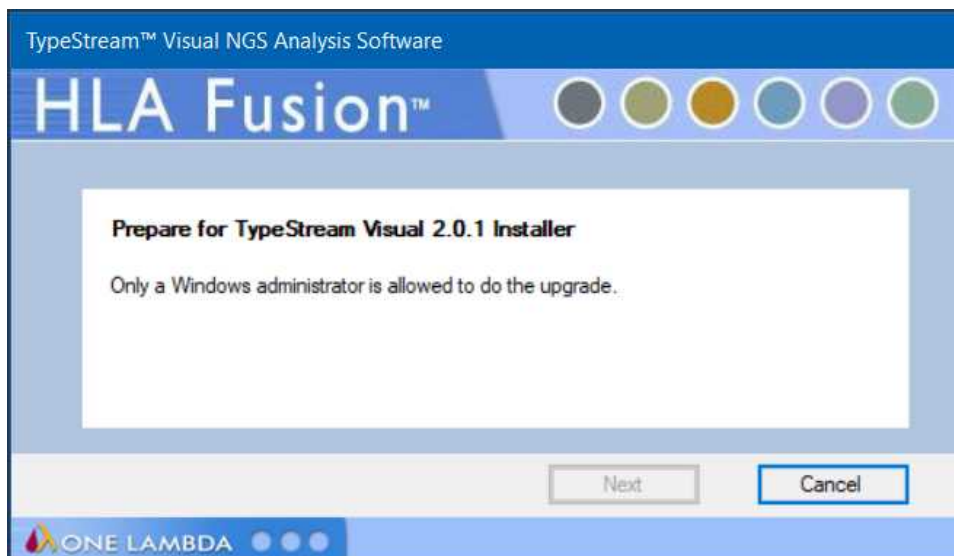 TypeStream™ Visual NGS Analysis Software
HLA Fusion™
Prepare for TypeStream Visual 2.0.1 Installer
Only a Windows administrator is allowed to do the upgrade.
Next
Cancel
ONE LAMBDA